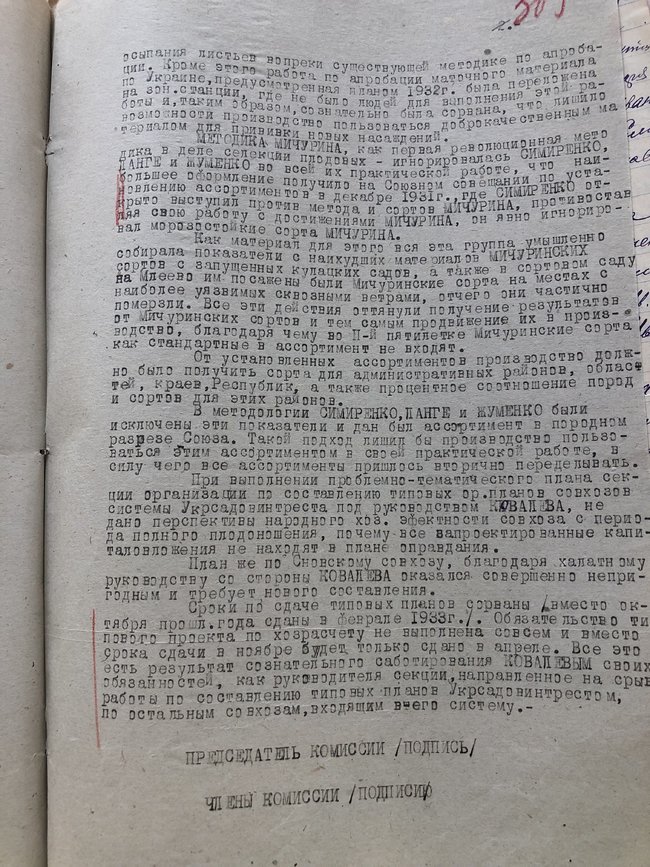 2. 303
осыпания листьев вопреки существующей методике по апроба-
ции. Кроме этого работа по апробации маточного материала
по Украине,предусмотренная планом 1932г. была переложена
на зон.станции, где не было людей для выполнения этой ра-
боты и,таким образом,сознательно была сорвана, что лишило
возможности производство пользоваться доброкачественным ма
териалом для прививки новых насаждений.
МЕТОДИКА МИЧУРИНА, как первая революционная мето
дика в деле селекции плодовых - игнорировалась СИМИРЕНКО,
ПАНГЕ и ЖУМЕНКО во всей их практической работе, что наи-
большее оформление получило на Союзном совещании по уста-
новлению ассортиментов в декабре 1931г.,где СИМИРЕНКО от-
крыто выступил против метода и сортов МИЧУРИНА, противостав
ляя свою работу с достижениями МИЧУРИНА, он явно игнориро-
вал морозостойкие сорта МИЧУРИНА.
Как материал для этого вся эта группа умышленно
собирала показатели с наихудших материалов МИЧУРИНСКИХ
сортов с запущенных кулацких садов, а также в сортовом саду
на Млеево им посажены были Мичуринские сорта на местах с
наиболее уязвимых сквозными ветрами, отчего они частично
померзли. Все эти действия оттянули получение результатов
от Мичуринских сортов и тем самым продвижение их в произ-
водство, благодаря чему во II-й пятилетке Мичуринские сорта
как стандартные в ассортимент не входят.
От установленных ассортиментов производство долж-
но было получить сорта для административных районов, област
тей, краев,Республик, а также процентное соотношение пород
и сортов для этих районов.
В методологии СИМИРЕНКО,ПАНГЕ и ЖУМЕНКО были
исключены эти показатели и дан был ассортимент в породном
разрезе Союза. Такой подход лишил бы производство пользо-
ваться этим ассортиментом в своей практической работе, в
силу чего все ассортименты пришлось вторично переделывать.
При выполнении проблемно-тематического плана сек-
ции организации по составлению типовых ор.планов совхозов
системы Укрсадовинтреста под руководством КОВАЛЕВА, не
дано перспективы народного хоз. эфектности совхоза с перио-
да полного плодоношения, почему все запроектированные капи-
таловложения не находят в плане оправдания.
План же по Сновскому совхозу, благодаря халатному
руководству со стороны КОВАЛЕВА оказался совершенно непри-
годным и требует нового составления.
Сроки по сдаче типовых планов сорваны /вместо ок-
тября прошл.года сданы в феврале 1933г./. Обязательство ти
пового проекта по хозрасчету не выполнена совсем и вместо
срока сдачи в ноябре будет только сдано в апреле. Все это
есть результат сознательного саботирования КОВАЛЕВЫМ своих
обязанностей, как руководителя секции,направленное на срыв
работы по составлению типовых планов Укрсадовинтрестом,
по остальным совхозам,входящим в его систему.-
ПРЕДСЕДАТЕЛЬ КОМИССИИ /ПОДПИСЬ/
ЧЛЕНЫ КОМИССИИ /ПОДПИСИ/